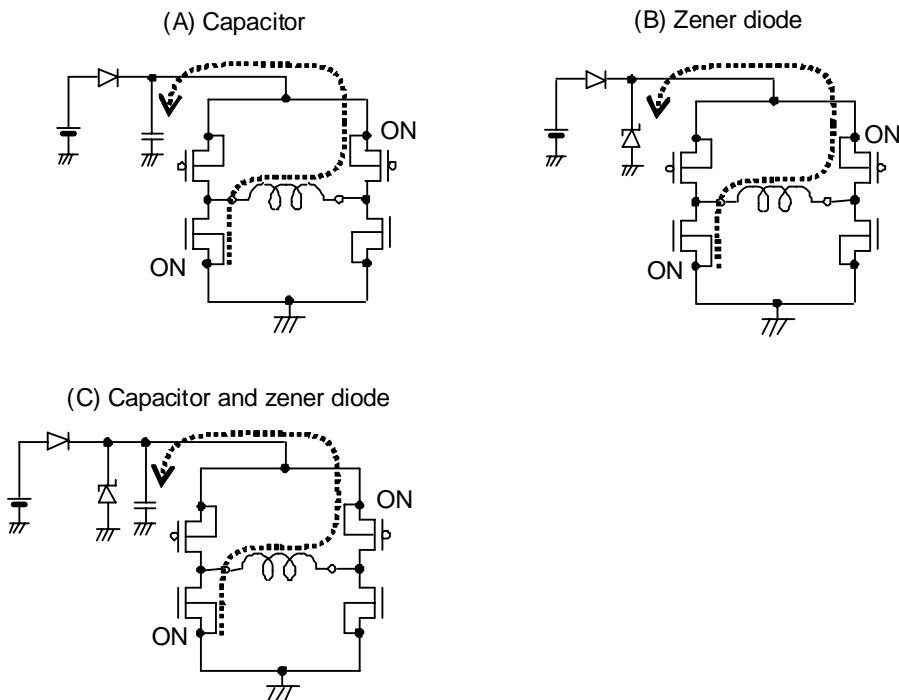 (A) Capacitor
(B) Zener diode
ON
ON
ON
ON
(C) Capacitor and zener diode
ON
ON